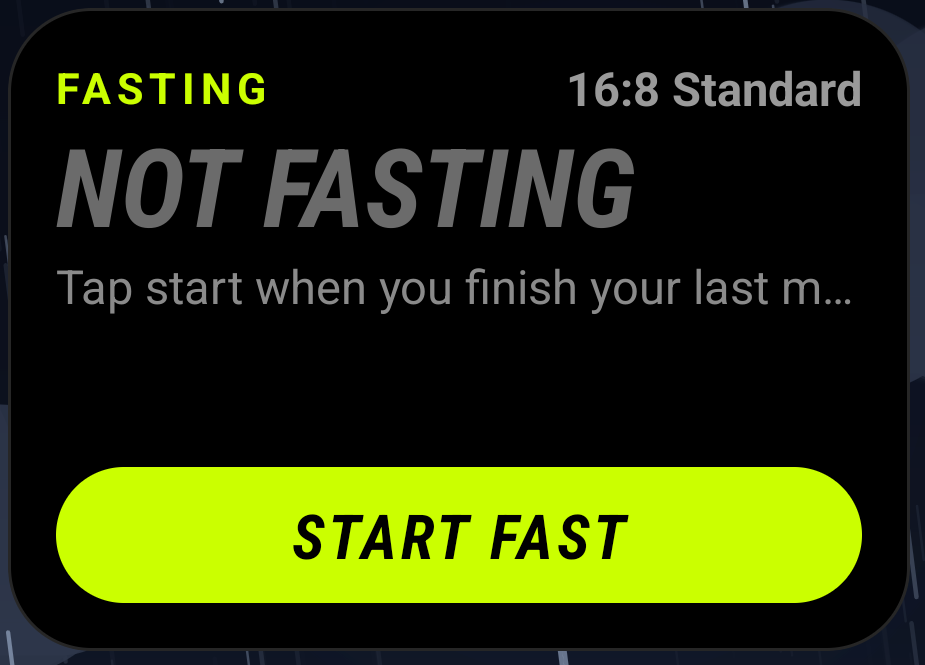 FASTING
16:8 Standard
NOT FASTING
Tap start when you finish your last m…
START FAST